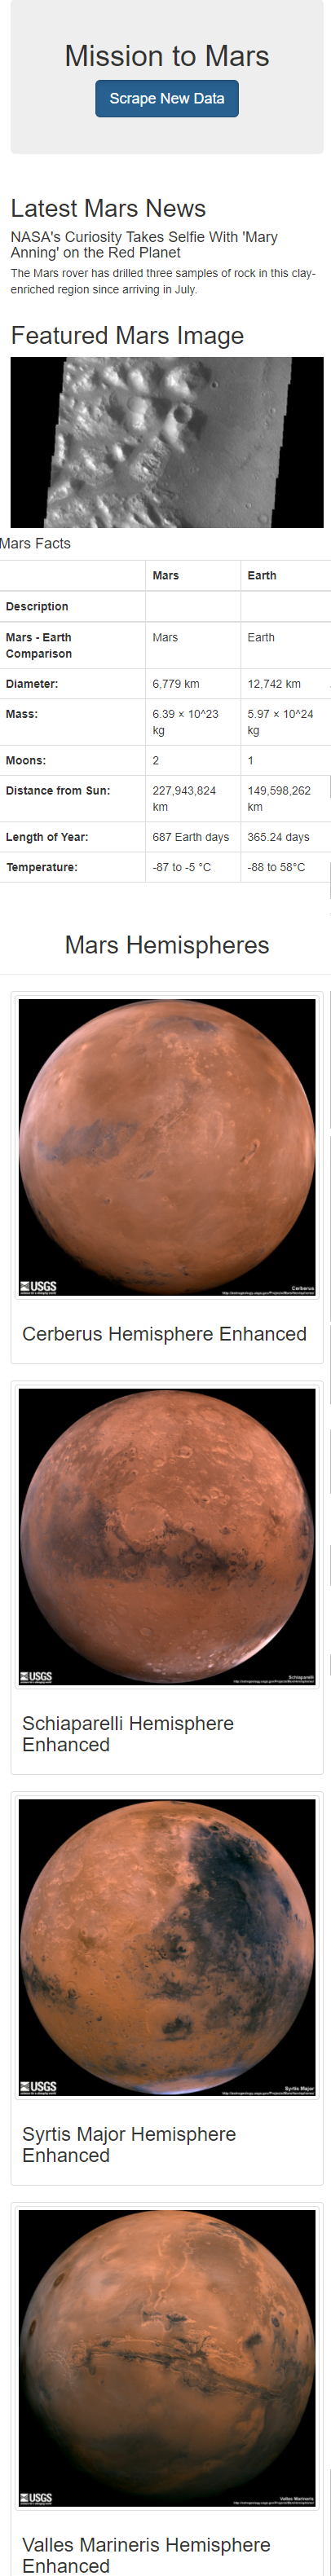 Mission to Mars
Scrape New Data
Latest Mars News
NASA's Curiosity Takes Selfie With 'Mary
Anning' on the Red Planet
The Mars rover has drilled three samples of rock in this clay-
enriched region since arriving in July.
Featured Mars Image
Mars Facts
Mars Earth
Description
Mars - Earth
Comparison
Mars Earth
Diameter: 6,779 km 12,742 km
Mass: 6.39 × 10^23
kg
5.97 × 10^24
kg
Moons: 2 1
Distance from Sun: 227,943,824
km
149,598,262
km
Length of Year: 687 Earth days 365.24 days
Temperature: -87 to -5 °C -88 to 58°C
Mars Hemispheres
USGS
Cerberus
Cerberus Hemisphere Enhanced
USGS
Schiaparelli
Schiaparelli Hemisphere
Enhanced
USGS
Syrtis Major
Syrtis Major Hemisphere
Enhanced
USGS
Valles Marineris
Valles Marineris Hemisphere
Enhanced